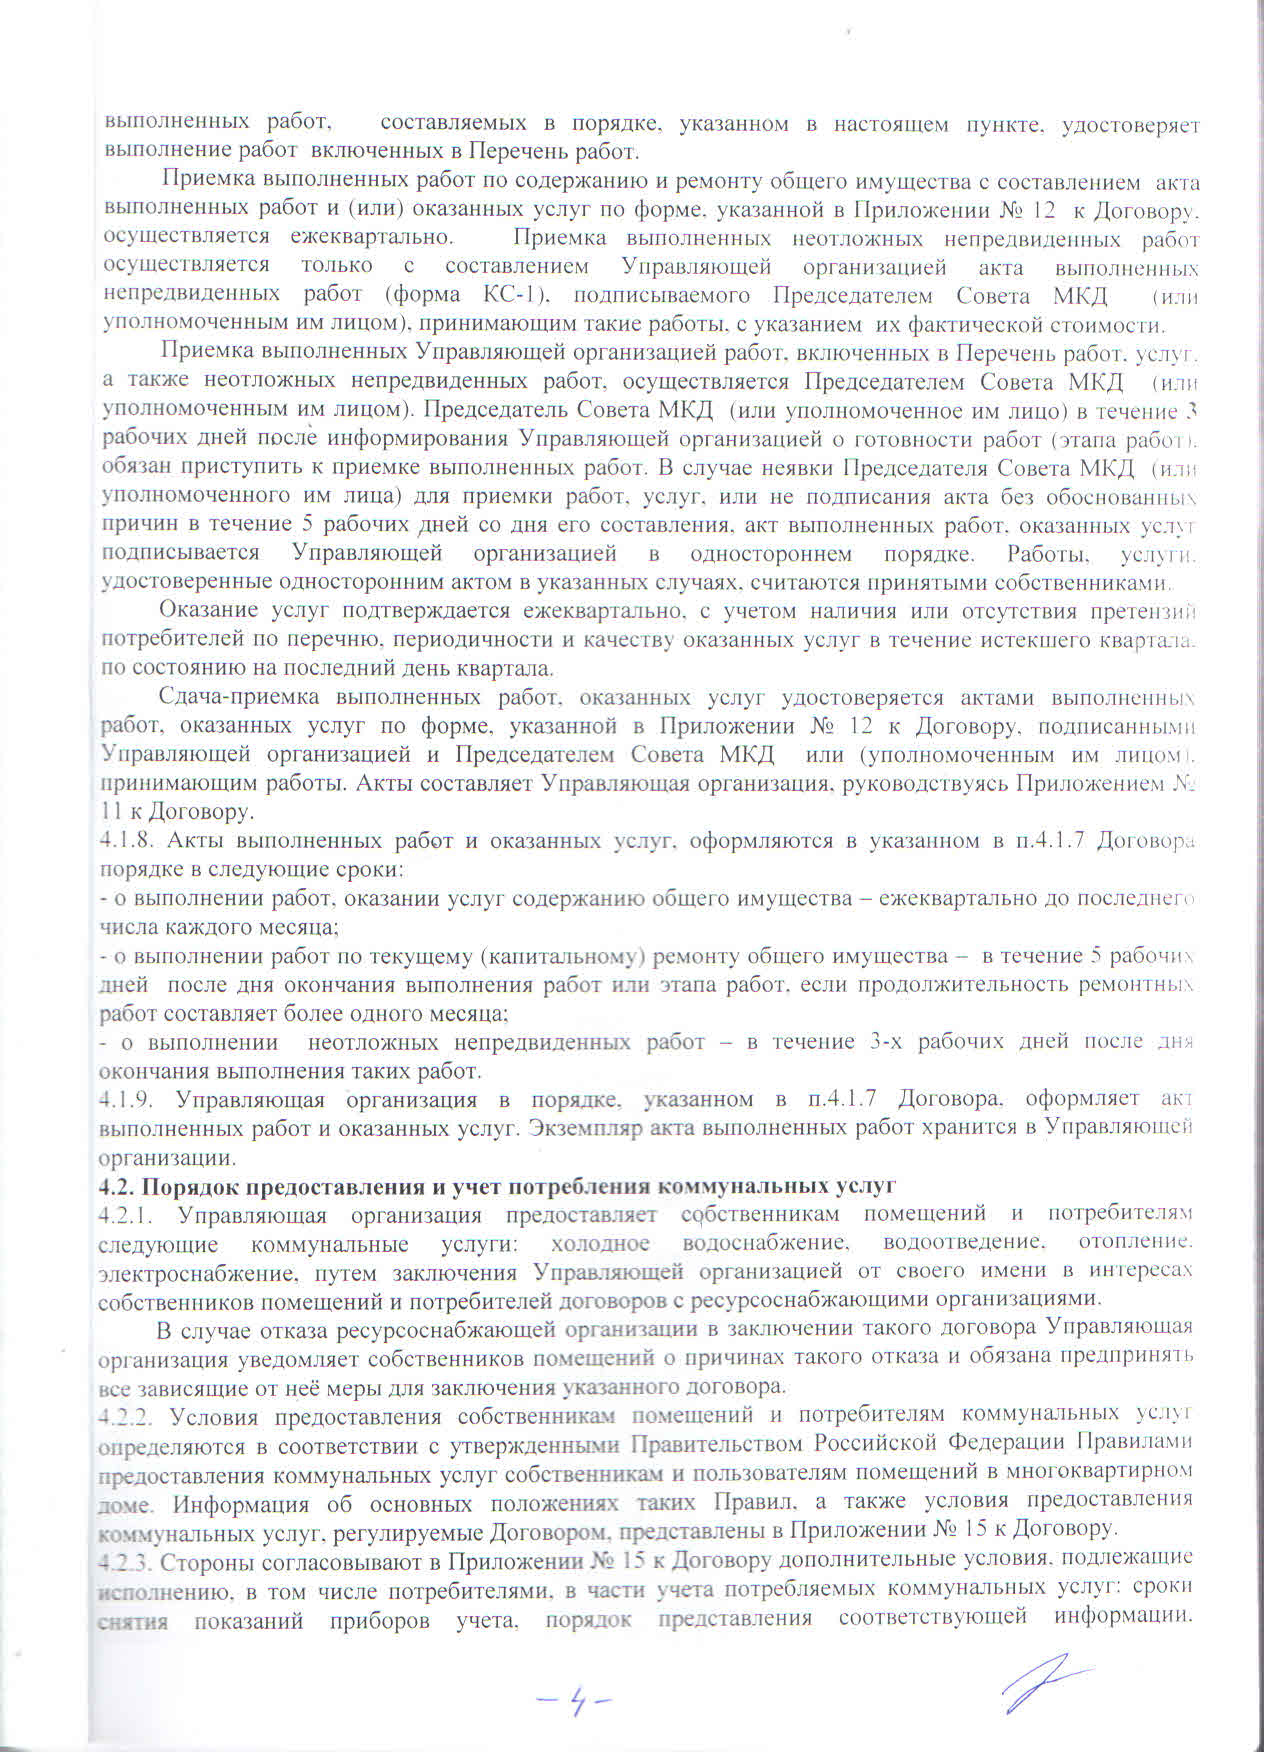 выполненных работ, составляемых в порядке, указанном в настоящем пункте, удостоверяет
выполнение работ включенных в Перечень работ.
Приемка выполненных работ по содержанию и ремонту общего имущества с составлением акта
выполненных работ и (или) оказанных услуг по форме, указанной в Приложении № 12 к Договору,
осуществляется ежеквартально. Приемка выполненных неотложных непредвиденных работ
осуществляется только с составлением Управляющей организацией акта выполненных
непредвиденных работ (форма КС-1), подписываемого Председателем Совета МКД (или
уполномоченным им лицом), принимающим такие работы, с указанием их фактической стоимости.
Приемка выполненных Управляющей организацией работ, включенных в Перечень работ, услуг,
а также неотложных непредвиденных работ, осуществляется Председателем Совета МКД (или
уполномоченным им лицом). Председатель Совета МКД (или уполномоченное им лицо) в течение 3
рабочих дней после информирования Управляющей организацией о готовности работ (этапа работ),
обязан приступить к приемке выполненных работ. В случае неявки Председателя Совета МКД (или
уполномоченного им лица) для приемки работ, услуг, или не подписания акта без обоснованных
причин в течение 5 рабочих дней со дня его составления, акт выполненных работ, оказанных услуг
подписывается Управляющей организацией в одностороннем порядке. Работы, услуги,
удостоверенные односторонним актом в указанных случаях, считаются принятыми собственниками.
Оказание услуг подтверждается ежеквартально, с учетом наличия или отсутствия претензий
потребителей по перечню, периодичности и качеству оказанных услуг в течение истекшего квартала,
по состоянию на последний день квартала.
Сдача-приемка выполненных работ, оказанных услуг удостоверяется актами выполненных
работ, оказанных услуг по форме, указанной в Приложении № 12 к Договору, подписанными
Управляющей организацией и Председателем Совета МКД или (уполномоченным им лицом),
принимающим работы. Акты составляет Управляющая организация, руководствуясь Приложением №
11 к Договору.
4.1.8. Акты выполненных работ и оказанных услуг, оформляются в указанном в п.4.1.7 Договора
порядке в следующие сроки:
- о выполнении работ, оказании услуг содержанию общего имущества – ежеквартально до последнего
числа каждого месяца;
- о выполнении работ по текущему (капитальному) ремонту общего имущества – в течение 5 рабочих
дней после дня окончания выполнения работ или этапа работ, если продолжительность ремонтных
работ составляет более одного месяца;
- о выполнении неотложных непредвиденных работ – в течение 3-х рабочих дней после дня
окончания выполнения таких работ.
4.1.9. Управляющая организация в порядке, указанном в п.4.1.7 Договора, оформляет акт
выполненных работ и оказанных услуг. Экземпляр акта выполненных работ хранится в Управляющей
организации.
4.2. Порядок предоставления и учет потребления коммунальных услуг
4.2.1. Управляющая организация предоставляет собственникам помещений и потребителям
следующие коммунальные услуги: холодное водоснабжение, водоотведение, отопление,
электроснабжение, путем заключения Управляющей организацией от своего имени в интересах
собственников помещений и потребителей договоров с ресурсоснабжающими организациями.
В случае отказа ресурсоснабжающей организации в заключении такого договора Управляющая
организация уведомляет собственников помещений о причинах такого отказа и обязана предпринять
все зависящие от неё меры для заключения указанного договора.
4.2.2. Условия предоставления собственникам помещений и потребителям коммунальных услуг
определяются в соответствии с утвержденными Правительством Российской Федерации Правилами
предоставления коммунальных услуг собственникам и пользователям помещений в многоквартирном
доме. Информация об основных положениях таких Правил, а также условия предоставления
коммунальных услуг, регулируемые Договором, представлены в Приложении № 15 к Договору.
4.2.3. Стороны согласовывают в Приложении № 15 к Договору дополнительные условия, подлежащие
исполнению, в том числе потребителями, в части учета потребляемых коммунальных услуг: сроки
снятия показаний приборов учета, порядок представления соответствующей информации,
- 4 -